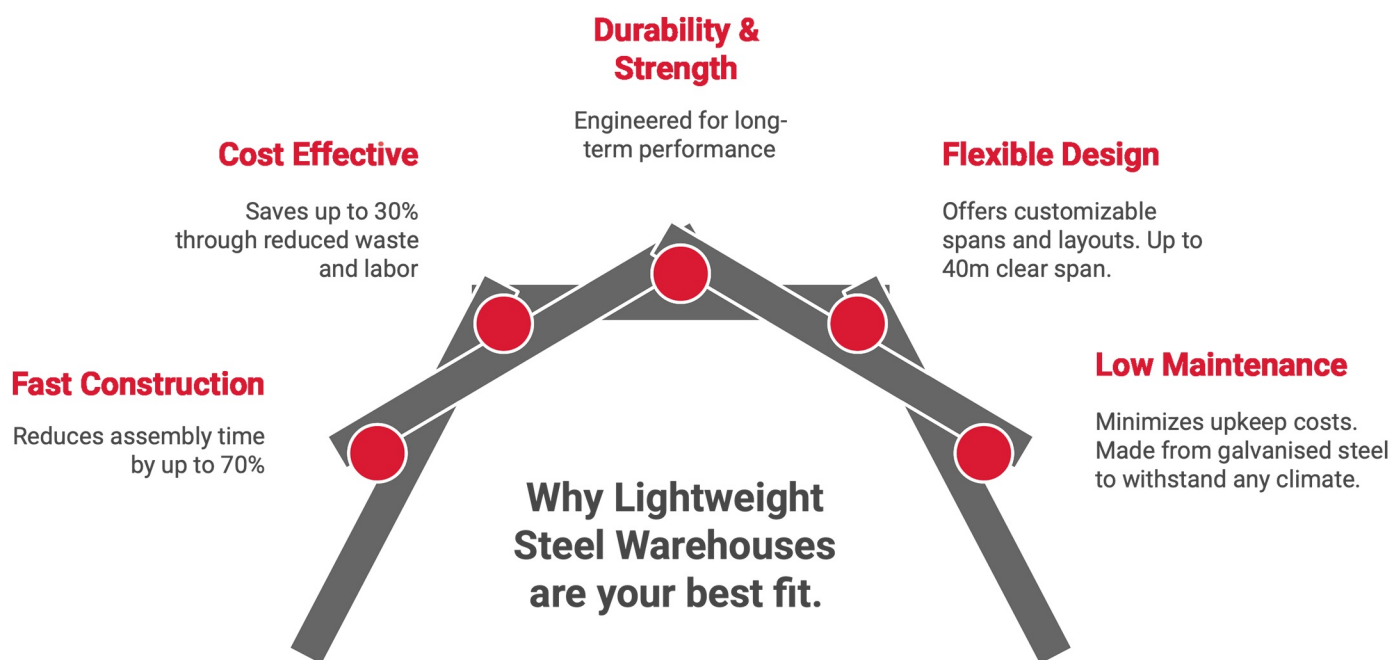 Durability &
Strength
Engineered for long-
term performance
Cost Effective
Saves up to 30%
through reduced waste
and labor
Flexible Design
Offers customizable
spans and layouts. Up to
40m clear span.
Fast Construction
Reduces assembly time
by up to 70%
Low Maintenance
Minimizes upkeep costs.
Made from galvanised steel
to withstand any climate.
Why Lightweight
Steel Warehouses
are your best fit.